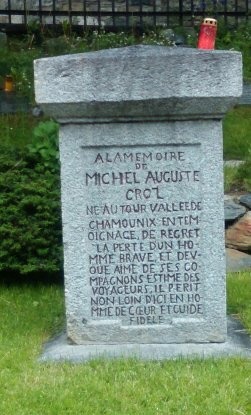 A LA MEMOIRE
DE
MICHEL AUGUSTE
CROZ
NE AU TOUR VALLEE DE
CHAMOUNIX EN TEM
OIGNAGE, DE REGRET
LA PERTE D'UN HO
MME BRAVE, ET DEV
OUE AIME DE SES CO
MPAGNONS ESTIME DES
VOYAGEURS, IL PERIT
NON LOIN D'ICI EN HO
MME DE CŒUR ET GUIDE
FIDELE